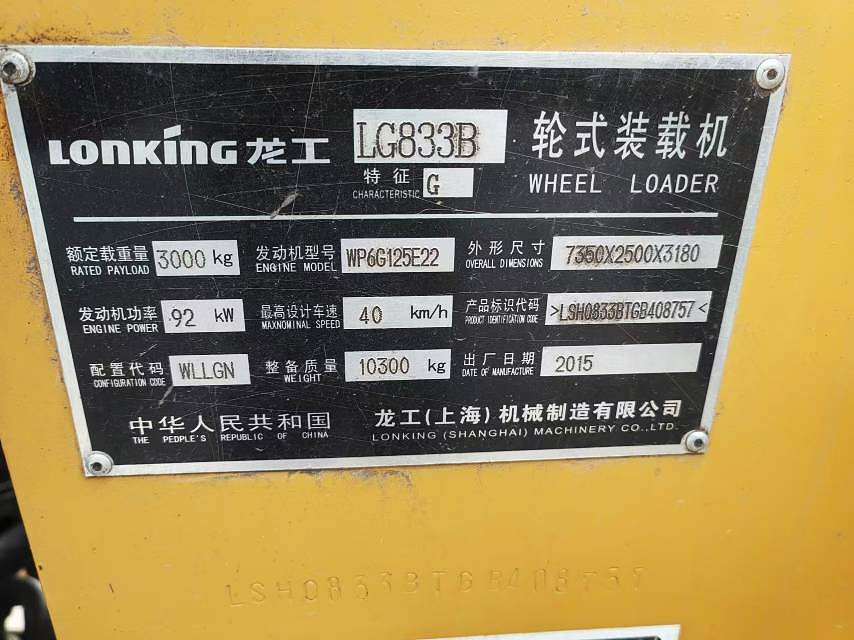 LONKING 龙工 LG833B 轮式装载机
特征 G
CHARACTERISTIC WHEEL LOADER
额定载重量 3000 kg 发动机型号 WP6G125E22 外形尺寸 7350X2500X3180
RATED PAYLOAD ENGINE MODEL OVERALL DIMENSIONS
发动机功率 92 kW 最高设计车速 40 km/h 产品标识代码 >LSH0833BTGB408757<
ENGINE POWER MAXNOMINAL SPEED PRODUCT IDENTIFICATION CODE
配置代码 WLLGN 整备质量 10300 kg 出厂日期 2015
CONFIGURATION CODE WEIGHT DATE OF MANUFACTURE
中华人民共和国 龙工(上海)机械制造有限公司
THE PEOPLE'S REPUBLIC OF CHINA LONKING (SHANGHAI) MACHINERY CO.,LTD.
LSH0833BTGB408757